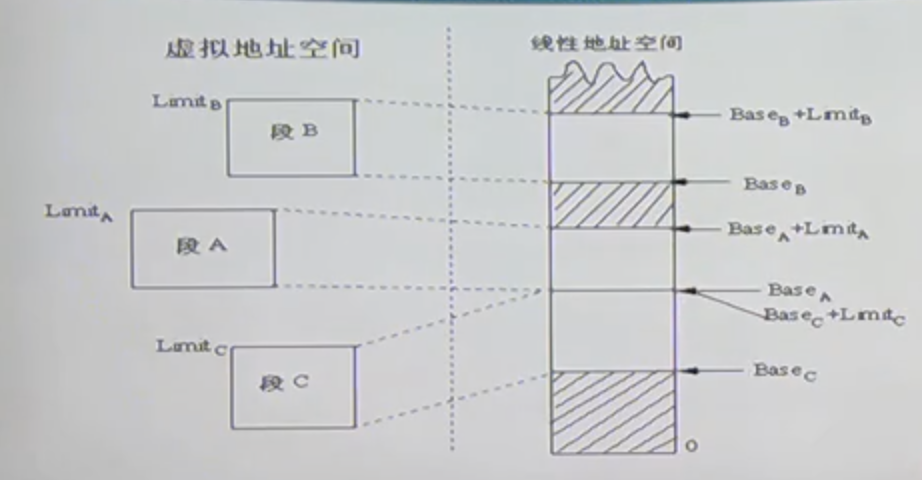 虚拟地址空间
线性地址空间
Limit_B
段 B
Base_B+Limit_B
Base_B
Limit_A
段 A
Base_A+Limit_A
Base_A
Base_C+Limit_C
Limit_C
段 C
Base_C
0